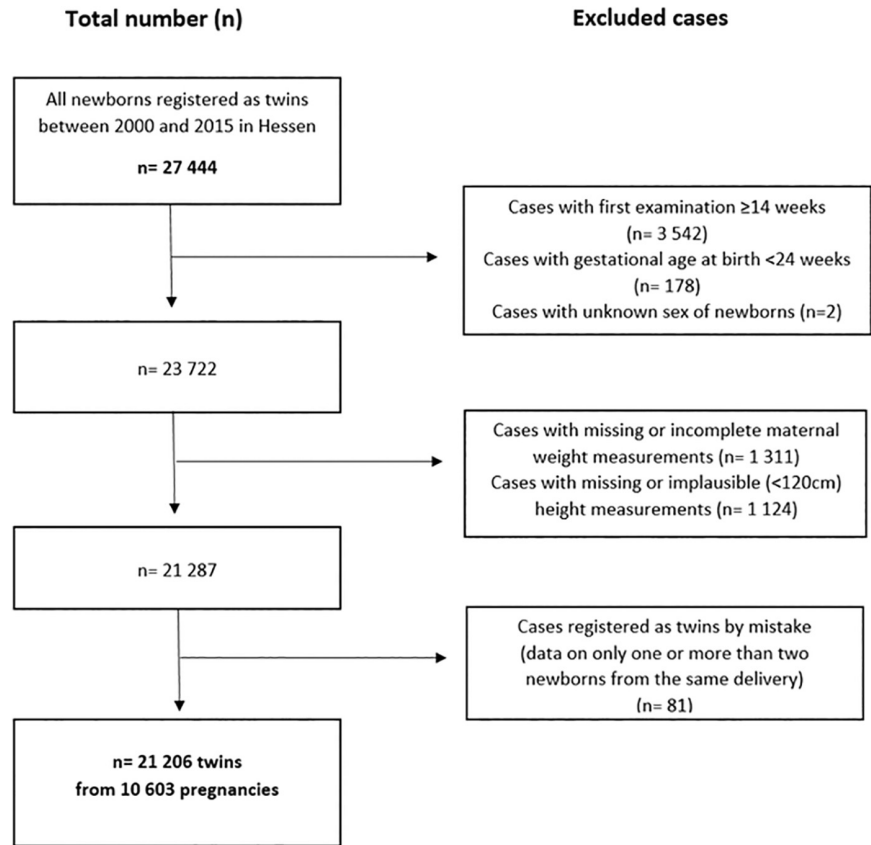 Total number (n)
Excluded cases
All newborns registered as twins
between 2000 and 2015 in Hessen
n= 27 444
Cases with first examination ≥14 weeks
(n= 3 542)
Cases with gestational age at birth <24 weeks
(n= 178)
Cases with unknown sex of newborns (n=2)
n= 23 722
Cases with missing or incomplete maternal
weight measurements (n= 1 311)
Cases with missing or implausible (<120cm)
height measurements (n= 1 124)
n= 21 287
Cases registered as twins by mistake
(data on only one or more than two
newborns from the same delivery)
(n= 81)
n= 21 206 twins
from 10 603 pregnancies